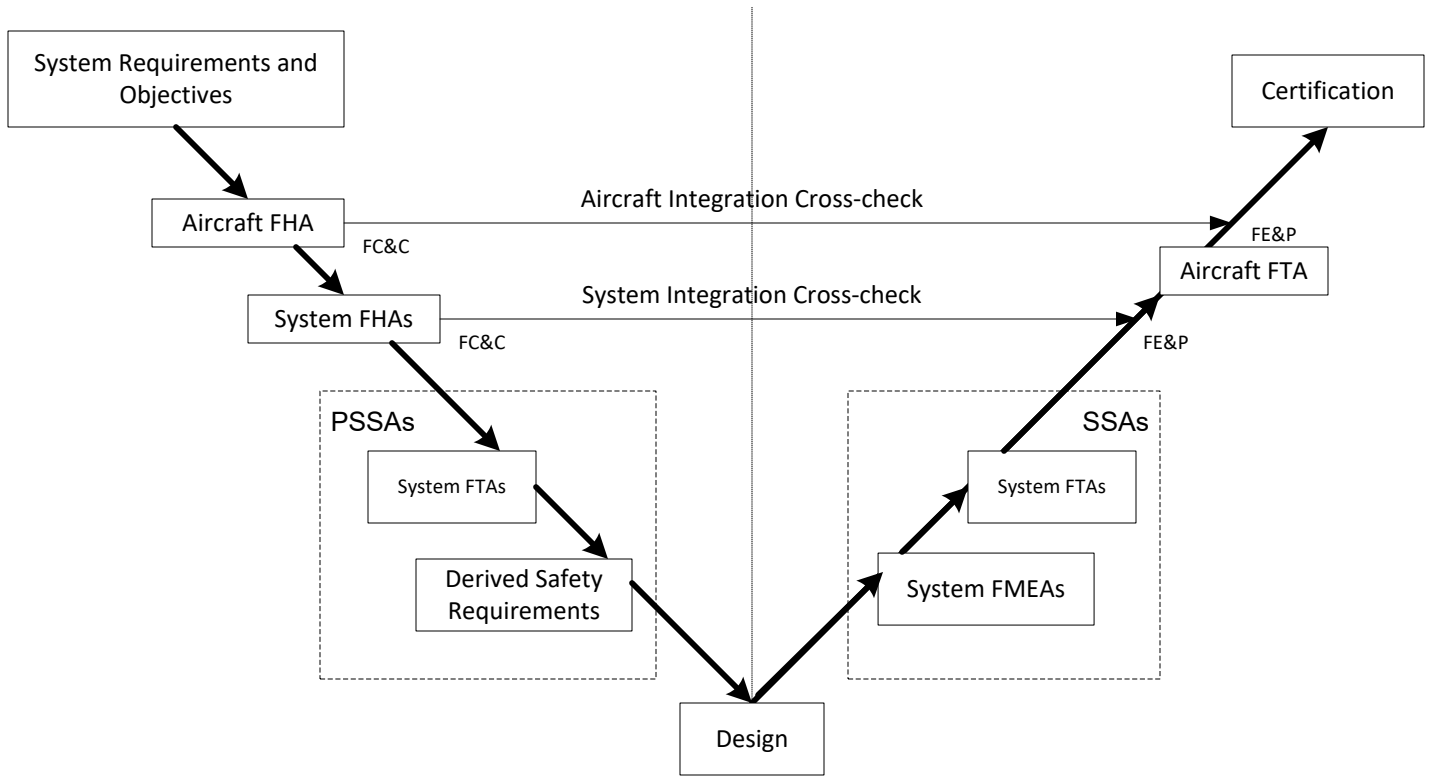 System Requirements and
Objectives
Certification
Aircraft Integration Cross-check
Aircraft FHA
FC&C
FE&P
Aircraft FTA
System Integration Cross-check
System FHAs
FC&C
FE&P
PSSAs
SSAs
System FTAs
System FTAs
Derived Safety
Requirements
System FMEAs
Design